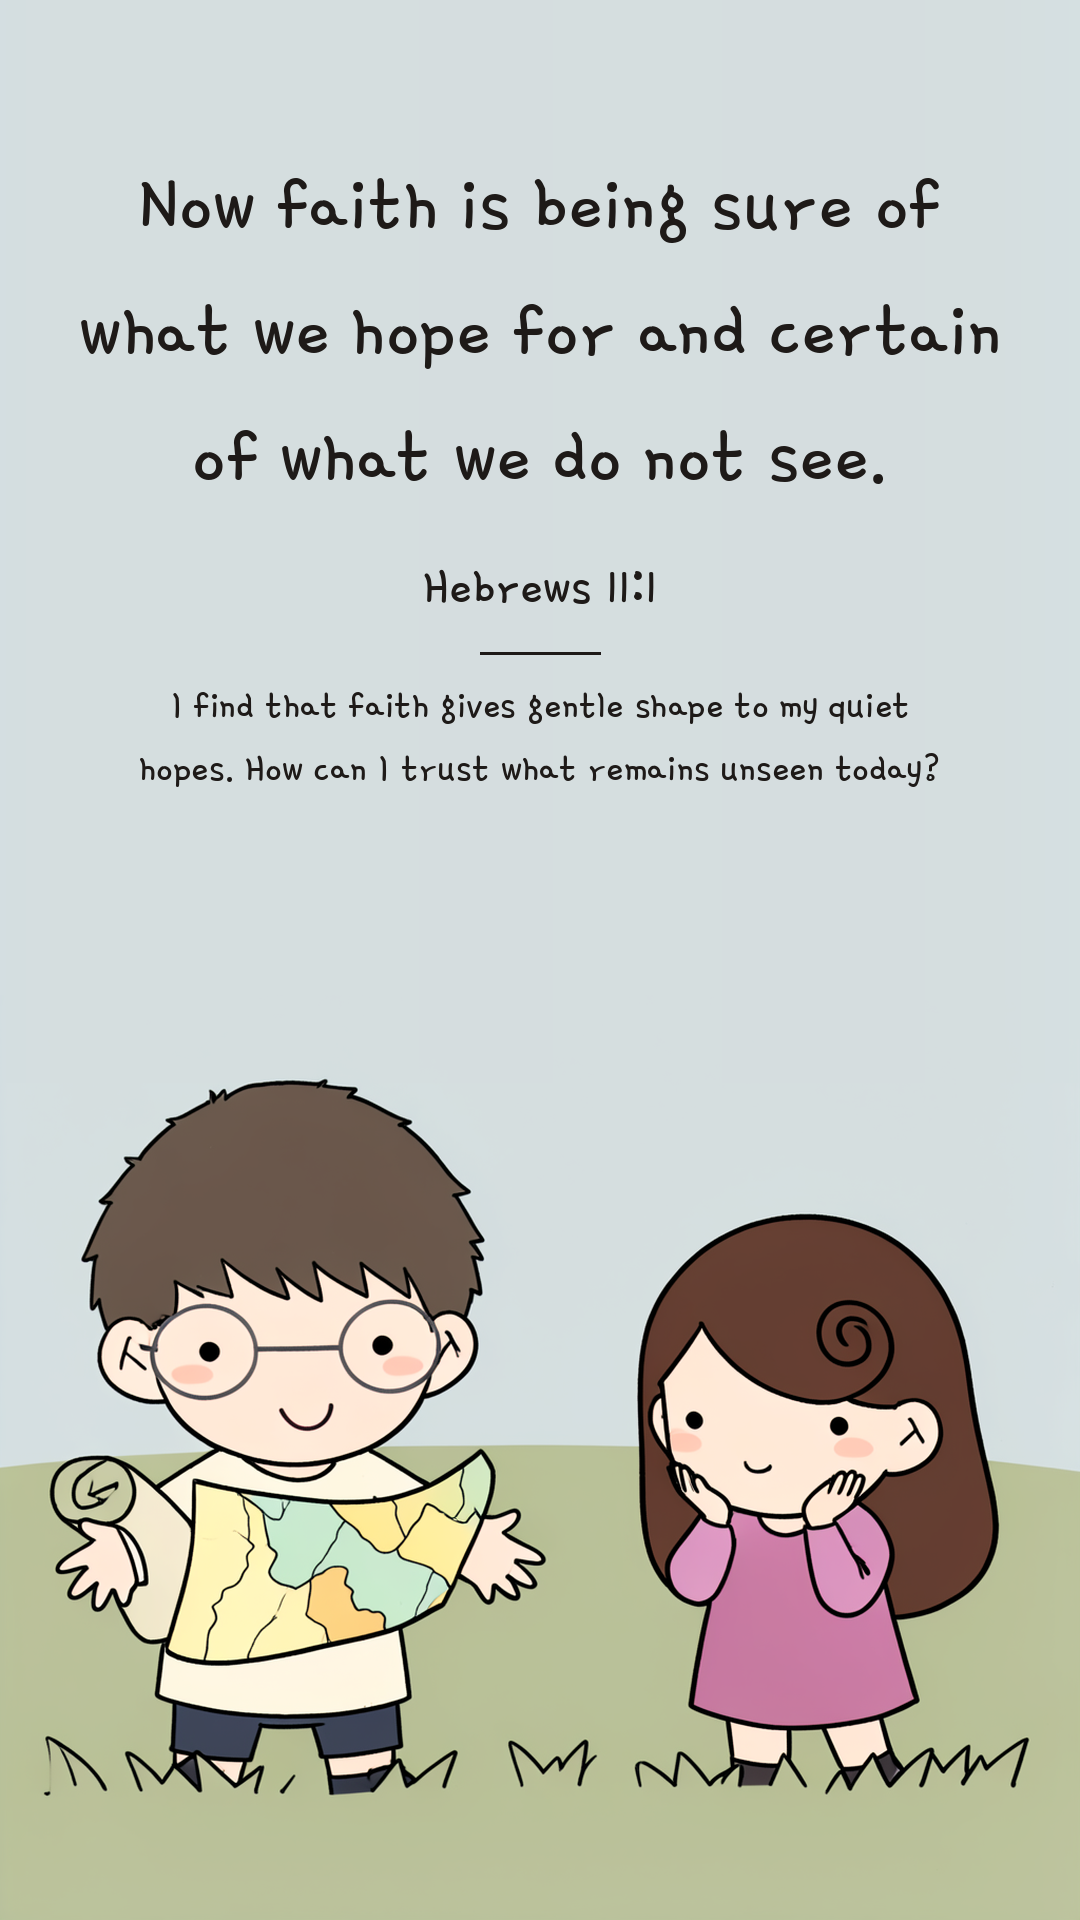 Now faith is being sure of
what we hope for and certain
of what we do not see.
Hebrews 11:1
I find that faith gives gentle shape to my quiet
hopes. How can I trust what remains unseen today?